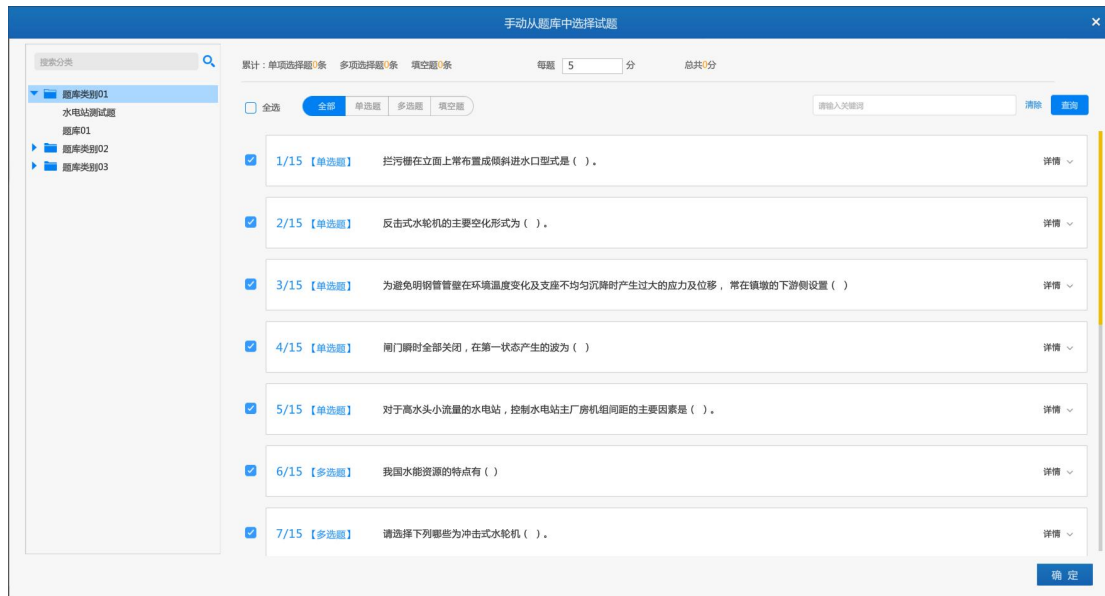 手动从题库中选择试题
搜索分类
题库类别01
水电站测试题
题库01
题库类别02
题库类别03
累计：单项选择题0条 多项选择题0条 填空题0条 每题 5 分 总共0分
全选 全部 单选题 多选题 填空题 请输入关键词 清除 查询
1/15【单选题】 拦污栅在立面上常布置成倾斜进水口型式是（ ）。 详情
2/15【单选题】 反击式水轮机的主要空化形式为（ ）。 详情
3/15【单选题】 为避免明钢管管壁在环境温度变化及支座不均匀沉降时产生过大的应力及位移，常在镇墩的下游侧设置（ ） 详情
4/15【单选题】 闸门瞬时全部关闭，在第一状态产生的波为（ ） 详情
5/15【单选题】 对于高水头小流量的水电站，控制水电站主厂房机组间距的主要因素是（ ）。 详情
6/15【多选题】 我国水能资源的特点有（ ） 详情
7/15【多选题】 请选择下列哪些为冲击式水轮机（ ）。 详情
确 定